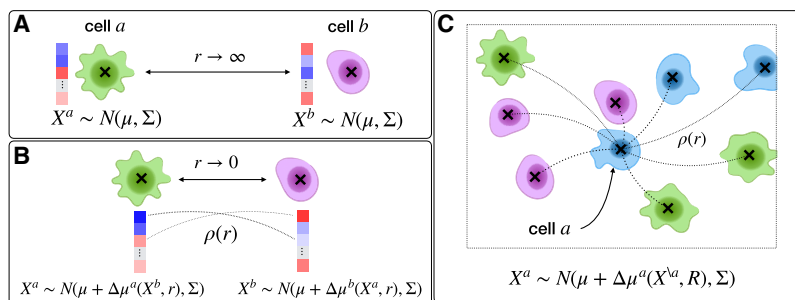 A
cell a
cell b
r → ∞
X^a ~ N(μ, Σ)
X^b ~ N(μ, Σ)
B
r → 0
ρ(r)
X^a ~ N(μ + Δμ^a(X^b, r), Σ)
X^b ~ N(μ + Δμ^b(X^a, r), Σ)
C
ρ(r)
cell a
X^a ~ N(μ + Δμ^a(X^{\a}, R), Σ)